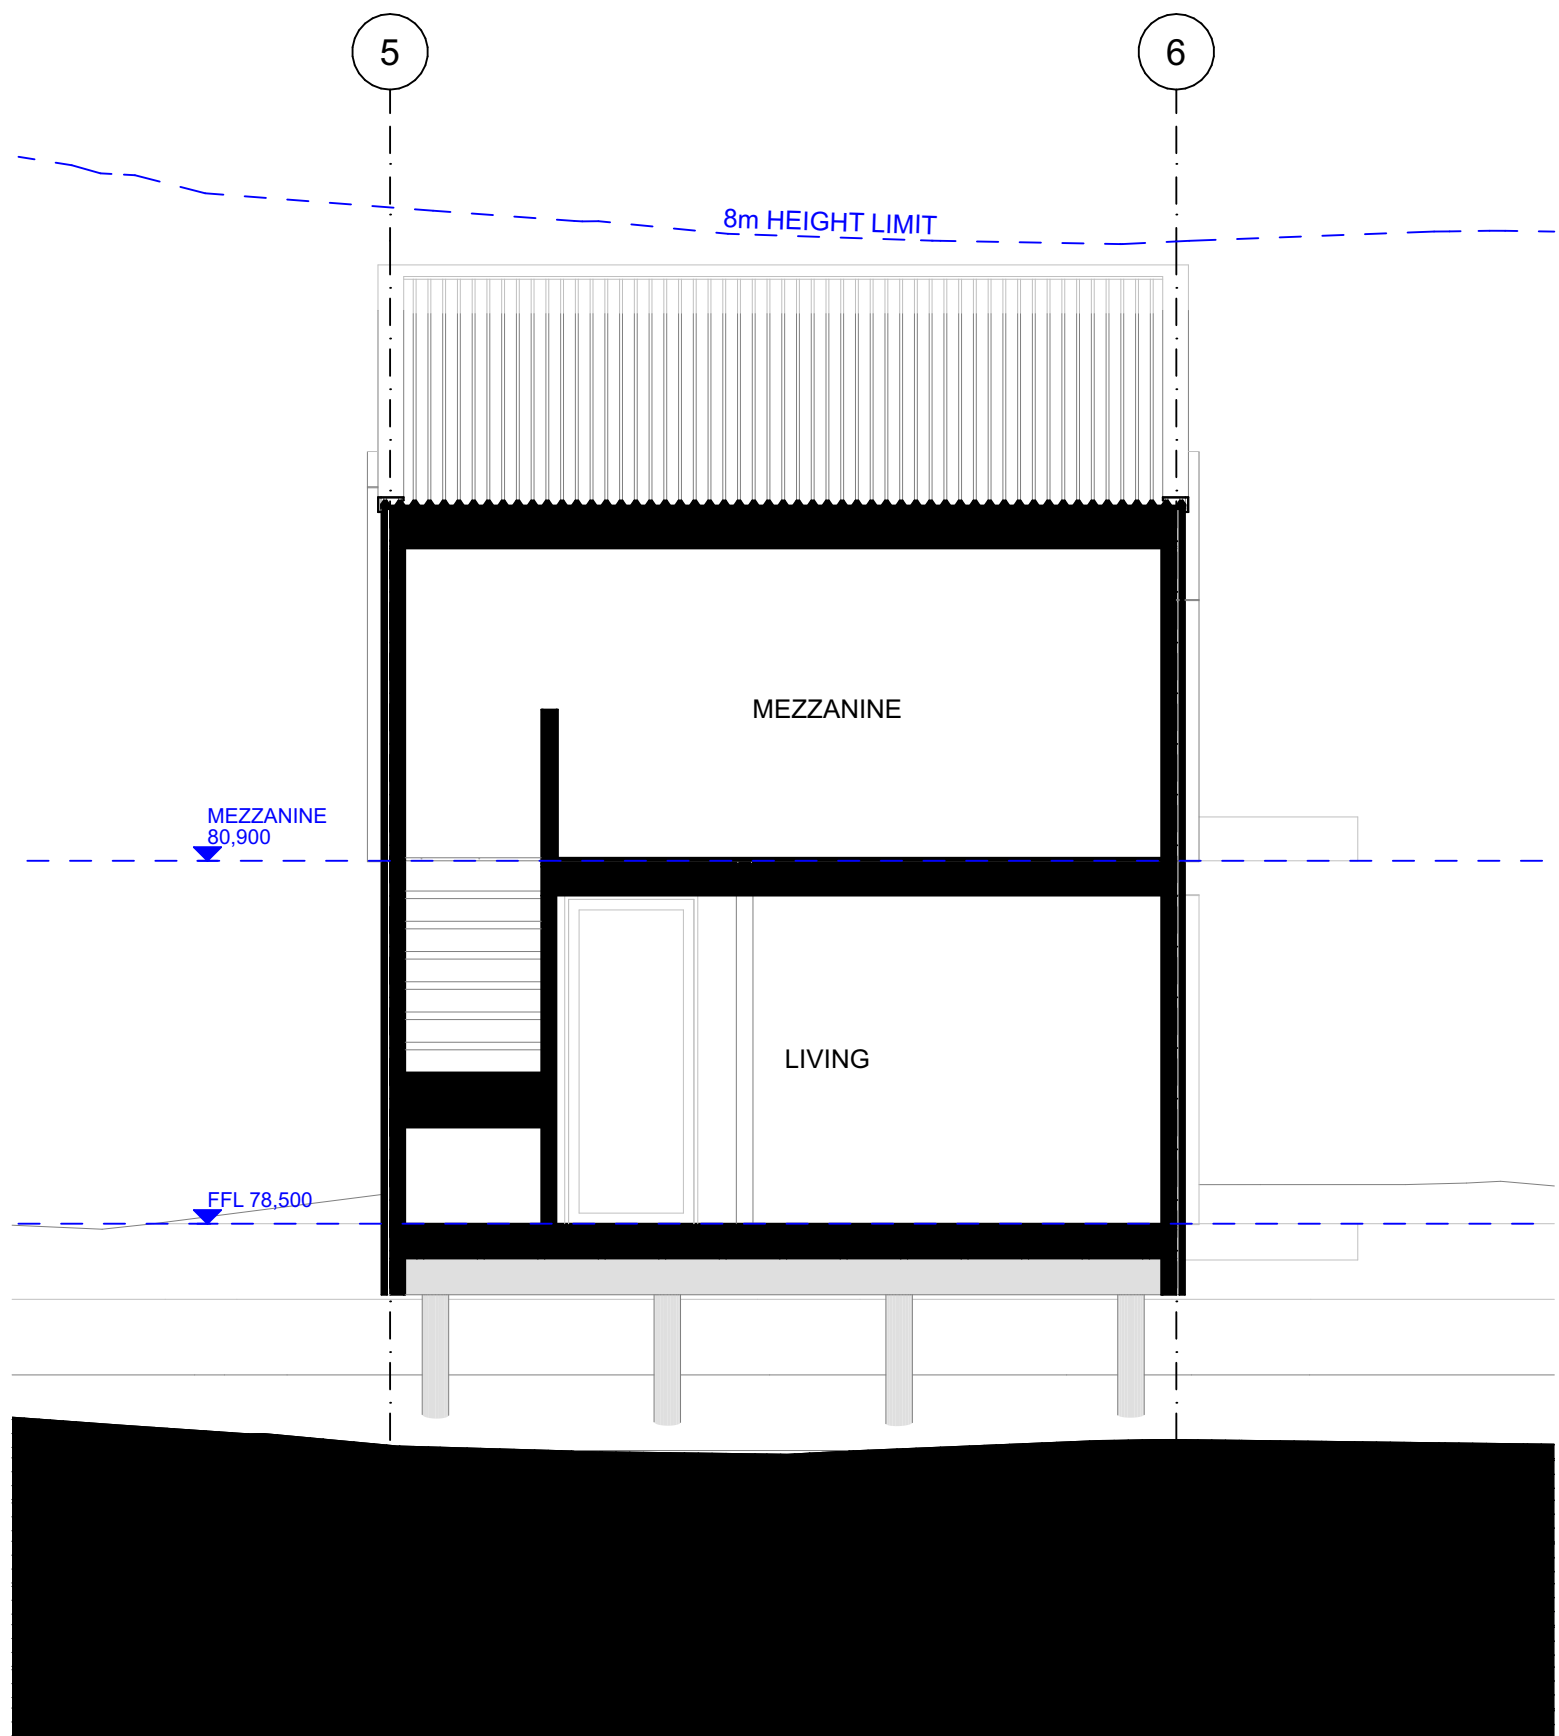 5
6
8m HEIGHT LIMIT
MEZZANINE
MEZZANINE
80,900
LIVING
FFL 78,500